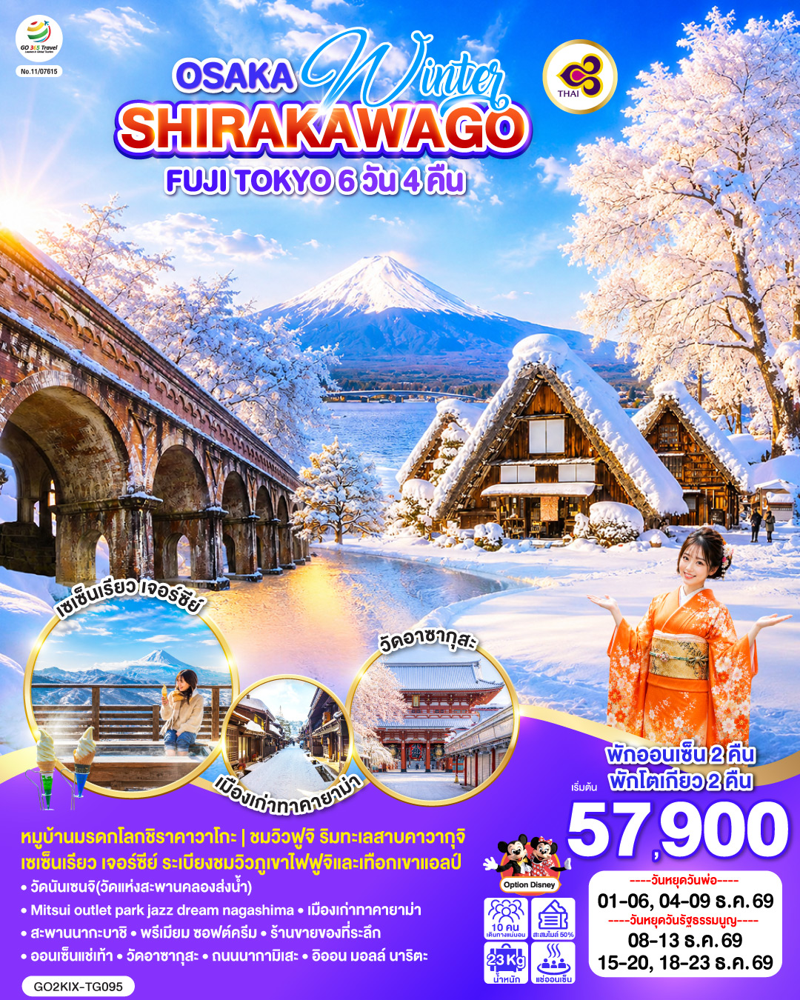 GO 365 Travel
Leaders in Global Tourism
No.11/07615
OSAKA Winter
THAI
SHIRAKAWAGO
FUJI TOKYO 6 วัน 4 คืน
เซเซ็นเรียว เจอร์ซีย์
วัดอาซากุสะ
เมืองเก่าทาคายาม่า
พักออนเซ็น 2 คืน
พักโตเกียว 2 คืน
เริ่มต้น
57,900
หมู่บ้านมรดกโลกชิราคาวาโกะ | ชมวิวฟูจิ ริมทะเลสาบคาวากุจิ
เซเซ็นเรียว เจอร์ซีย์ ระเบียงชมวิวภูเขาไฟฟูจิและเทือกเขาแอลป์
• วัดนันเซนจิ(วัดแห่งสะพานคลองส่งน้ำ)
• Mitsui outlet park jazz dream nagashima • เมืองเก่าทาคายาม่า
• สะพานนากะบาชิ • พรีเมียม ซอฟต์ครีม • ร้านขายของที่ระลึก
• ออนเซ็นแช่เท้า • วัดอาซากุสะ • ถนนนากามิเสะ • อิออน มอลล์ นาริตะ
Option Disney
10 คน
เดินทางแน่นอน
สะสมไมล์ 50%
23 Kg
น้ำหนัก
แช่ออนเซ็น
----วันหยุดวันพ่อ----
01-06, 04-09 ธ.ค. 69
----วันหยุดวันรัฐธรรมนูญ----
08-13 ธ.ค. 69
15-20, 18-23 ธ.ค. 69
GO2KIX-TG095